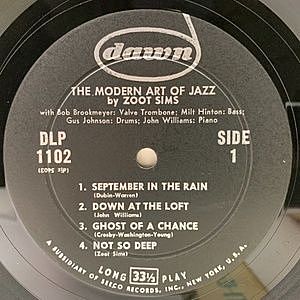 dawn
THE MODERN ART OF JAZZ
by ZOOT SIMS
with Bob Brookmeyer: Valve Trombone; Milt Hinton: Bass;
Gus Johnson: Drums; John Williams: Piano
DLP
1102
SIDE
1
1. SEPTEMBER IN THE RAIN
(Dubin-Warren)
2. DOWN AT THE LOFT
(John Williams)
3. GHOST OF A CHANCE
(Crosby-Washington-Young)
4. NOT SO DEEP
(Zoot Sims)
LONG 33⅓ PLAY
A SUBSIDIARY OF SEECO RECORDS, INC., NEW YORK, U.S.A.